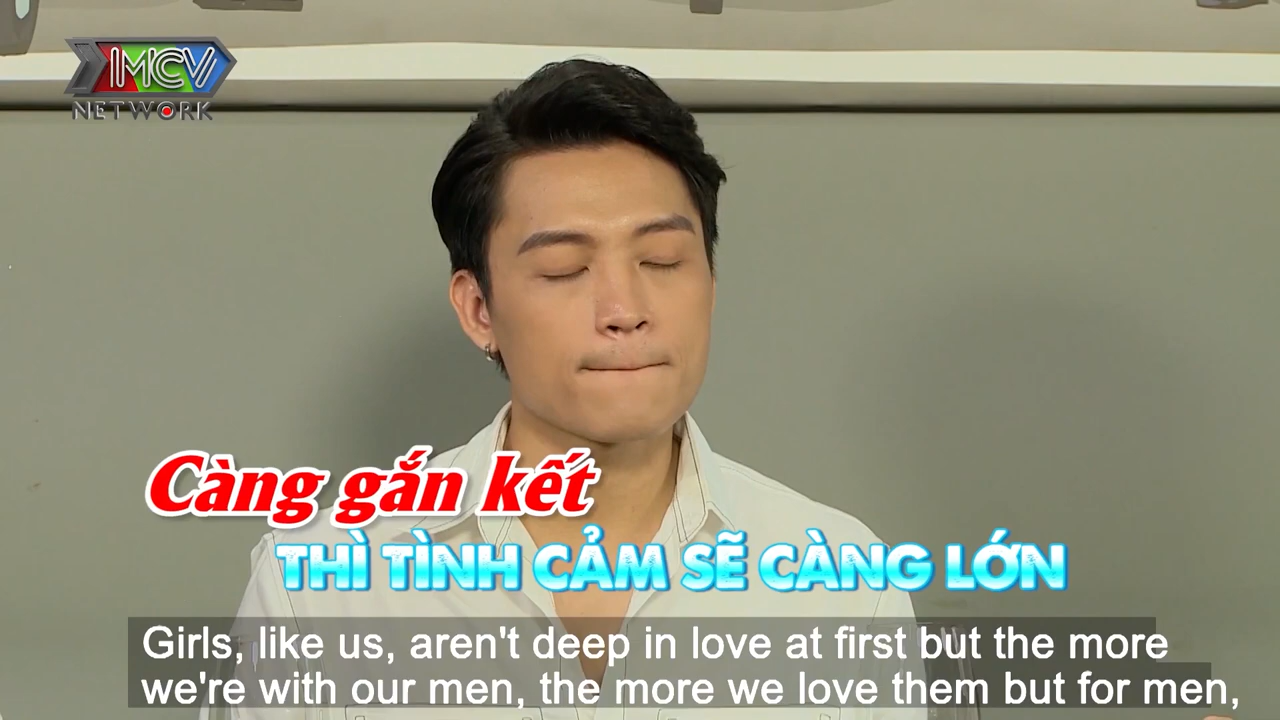 MCV
NETWORK
Càng gắn kết
THÌ TÌNH CẢM SẼ CÀNG LỚN
Girls, like us, aren't deep in love at first but the more
we're with our men, the more we love them but for men,